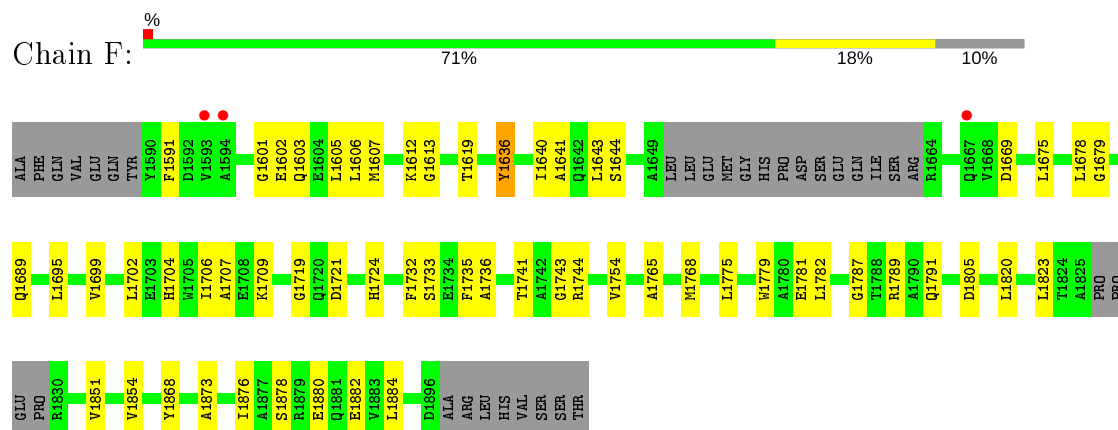 %
Chain F:
71% 18% 10%
ALA PHE GLN VAL GLU GLN TYR Y1590 F1591 D1592 V1593 A1594 G1601 E1602 Q1603 E1604 L1605 L1606 M1607 K1612 G1613 T1619 Y1636 I1640 A1641 Q1642 L1643 S1644 A1649 LEU LEU GLU MET GLY HIS PRO ASP SER GLU GLN ILE SER ARG R1664 Q1667 V1668 D1669 L1675 L1678 G1679
Q1689 L1695 V1699 L1702 E1703 H1704 W1705 I1706 A1707 E1708 K1709 G1719 Q1720 D1721 H1724 F1732 S1733 E1734 F1735 A1736 T1741 A1742 G1743 R1744 V1754 A1765 M1768 L1775 W1779 A1780 E1781 L1782 G1787 T1788 R1789 A1790 Q1791 D1805 L1820 L1823 T1824 A1825 PRO PRO
GLU PRO R1830 V1851 V1854 Y1868 A1873 I1876 A1877 S1878 R1879 E1880 Q1881 E1882 V1883 L1884 D1896 ALA ARG LEU HIS VAL SER SER THR